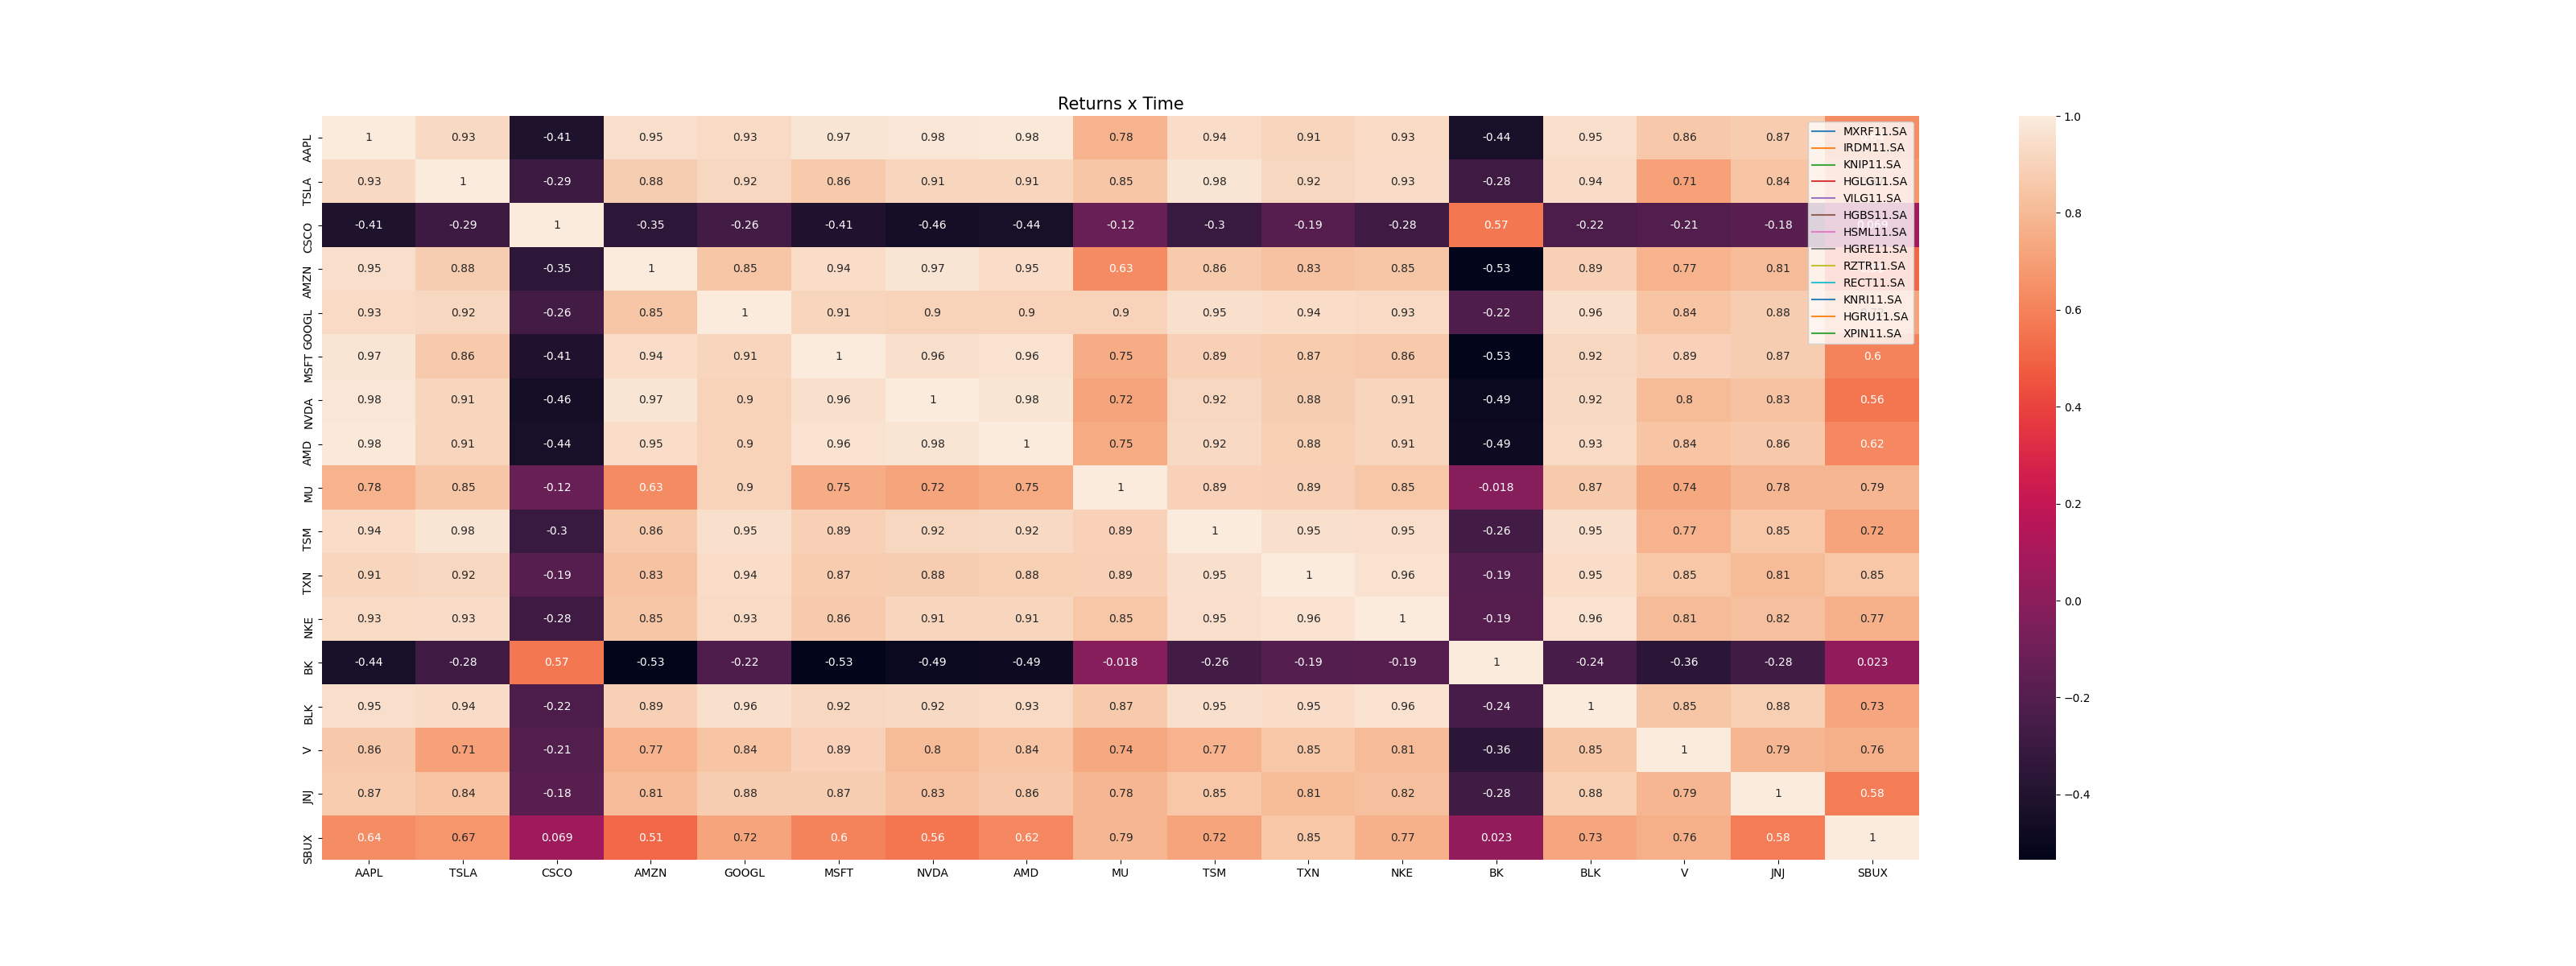 Returns x Time
AAPL 1 0.93 -0.41 0.95 0.93 0.97 0.98 0.98 0.78 0.94 0.91 0.93 -0.44 0.95 0.86 0.87
TSLA 0.93 1 -0.29 0.88 0.92 0.86 0.91 0.91 0.85 0.98 0.92 0.93 -0.28 0.94 0.71 0.84
CSCO -0.41 -0.29 1 -0.35 -0.26 -0.41 -0.46 -0.44 -0.12 -0.3 -0.19 -0.28 0.57 -0.22 -0.21 -0.18
AMZN 0.95 0.88 -0.35 1 0.85 0.94 0.97 0.95 0.63 0.86 0.83 0.85 -0.53 0.89 0.77 0.81
GOOGL 0.93 0.92 -0.26 0.85 1 0.91 0.9 0.9 0.9 0.95 0.94 0.93 -0.22 0.96 0.84 0.88
MSFT 0.97 0.86 -0.41 0.94 0.91 1 0.96 0.96 0.75 0.89 0.87 0.86 -0.53 0.92 0.89 0.87 0.6
NVDA 0.98 0.91 -0.46 0.97 0.9 0.96 1 0.98 0.72 0.92 0.88 0.91 -0.49 0.92 0.8 0.83 0.56
AMD 0.98 0.91 -0.44 0.95 0.9 0.96 0.98 1 0.75 0.92 0.88 0.91 -0.49 0.93 0.84 0.86 0.62
MU 0.78 0.85 -0.12 0.63 0.9 0.75 0.72 0.75 1 0.89 0.89 0.85 -0.018 0.87 0.74 0.78 0.79
TSM 0.94 0.98 -0.3 0.86 0.95 0.89 0.92 0.92 0.89 1 0.95 0.95 -0.26 0.95 0.77 0.85 0.72
TXN 0.91 0.92 -0.19 0.83 0.94 0.87 0.88 0.88 0.89 0.95 1 0.96 -0.19 0.95 0.85 0.81 0.85
NKE 0.93 0.93 -0.28 0.85 0.93 0.86 0.91 0.91 0.85 0.95 0.96 1 -0.19 0.96 0.81 0.82 0.77
BK -0.44 -0.28 0.57 -0.53 -0.22 -0.53 -0.49 -0.49 -0.018 -0.26 -0.19 -0.19 1 -0.24 -0.36 -0.28 0.023
BLK 0.95 0.94 -0.22 0.89 0.96 0.92 0.92 0.93 0.87 0.95 0.95 0.96 -0.24 1 0.85 0.88 0.73
V 0.86 0.71 -0.21 0.77 0.84 0.89 0.8 0.84 0.74 0.77 0.85 0.81 -0.36 0.85 1 0.79 0.76
JNJ 0.87 0.84 -0.18 0.81 0.88 0.87 0.83 0.86 0.78 0.85 0.81 0.82 -0.28 0.88 0.79 1 0.58
SBUX 0.64 0.67 0.069 0.51 0.72 0.6 0.56 0.62 0.79 0.72 0.85 0.77 0.023 0.73 0.76 0.58 1
AAPL TSLA CSCO AMZN GOOGL MSFT NVDA AMD MU TSM TXN NKE BK BLK V JNJ SBUX
MXRF11.SA
IRDM11.SA
KNIP11.SA
HGLG11.SA
VILG11.SA
HGBS11.SA
HSML11.SA
HGRE11.SA
RZTR11.SA
RECT11.SA
KNRI11.SA
HGRU11.SA
XPIN11.SA
1.0
0.8
0.6
0.4
0.2
0.0
−0.2
−0.4